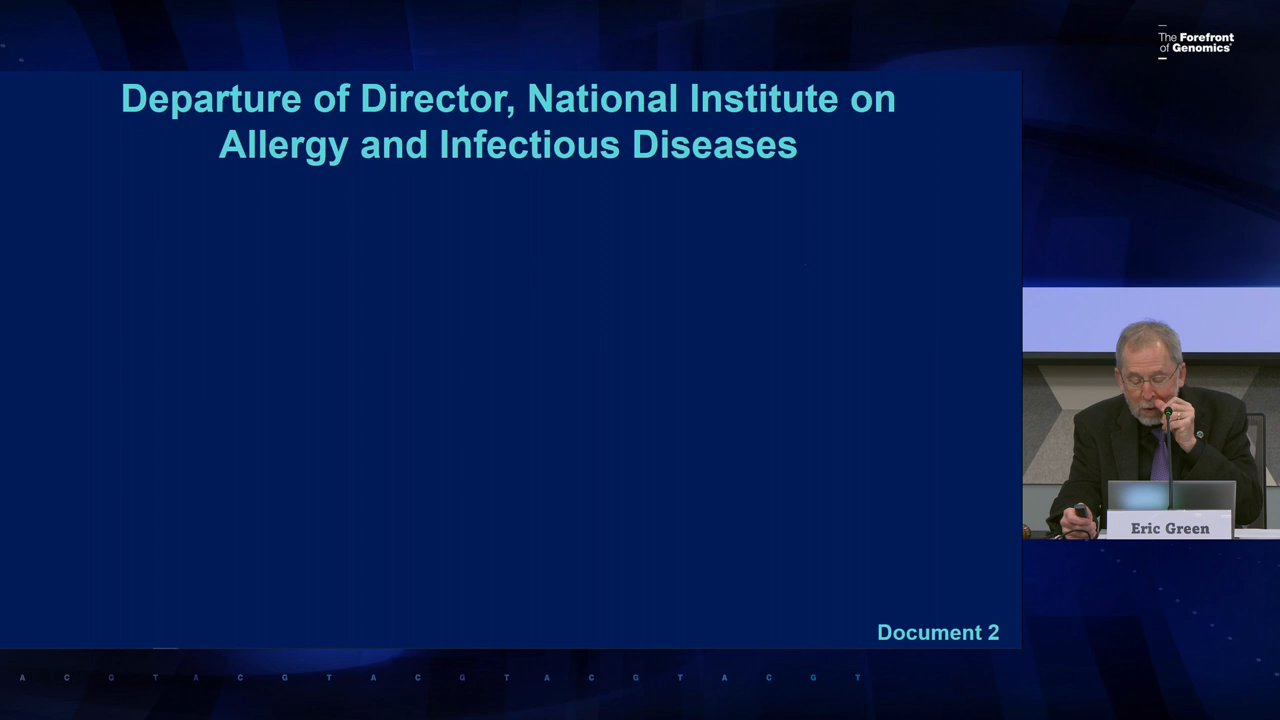 The Forefront
of Genomics®
Departure of Director, National Institute on
Allergy and Infectious Diseases
Eric Green
Document 2
A C G T A C G T A C G T A C G T A C G T